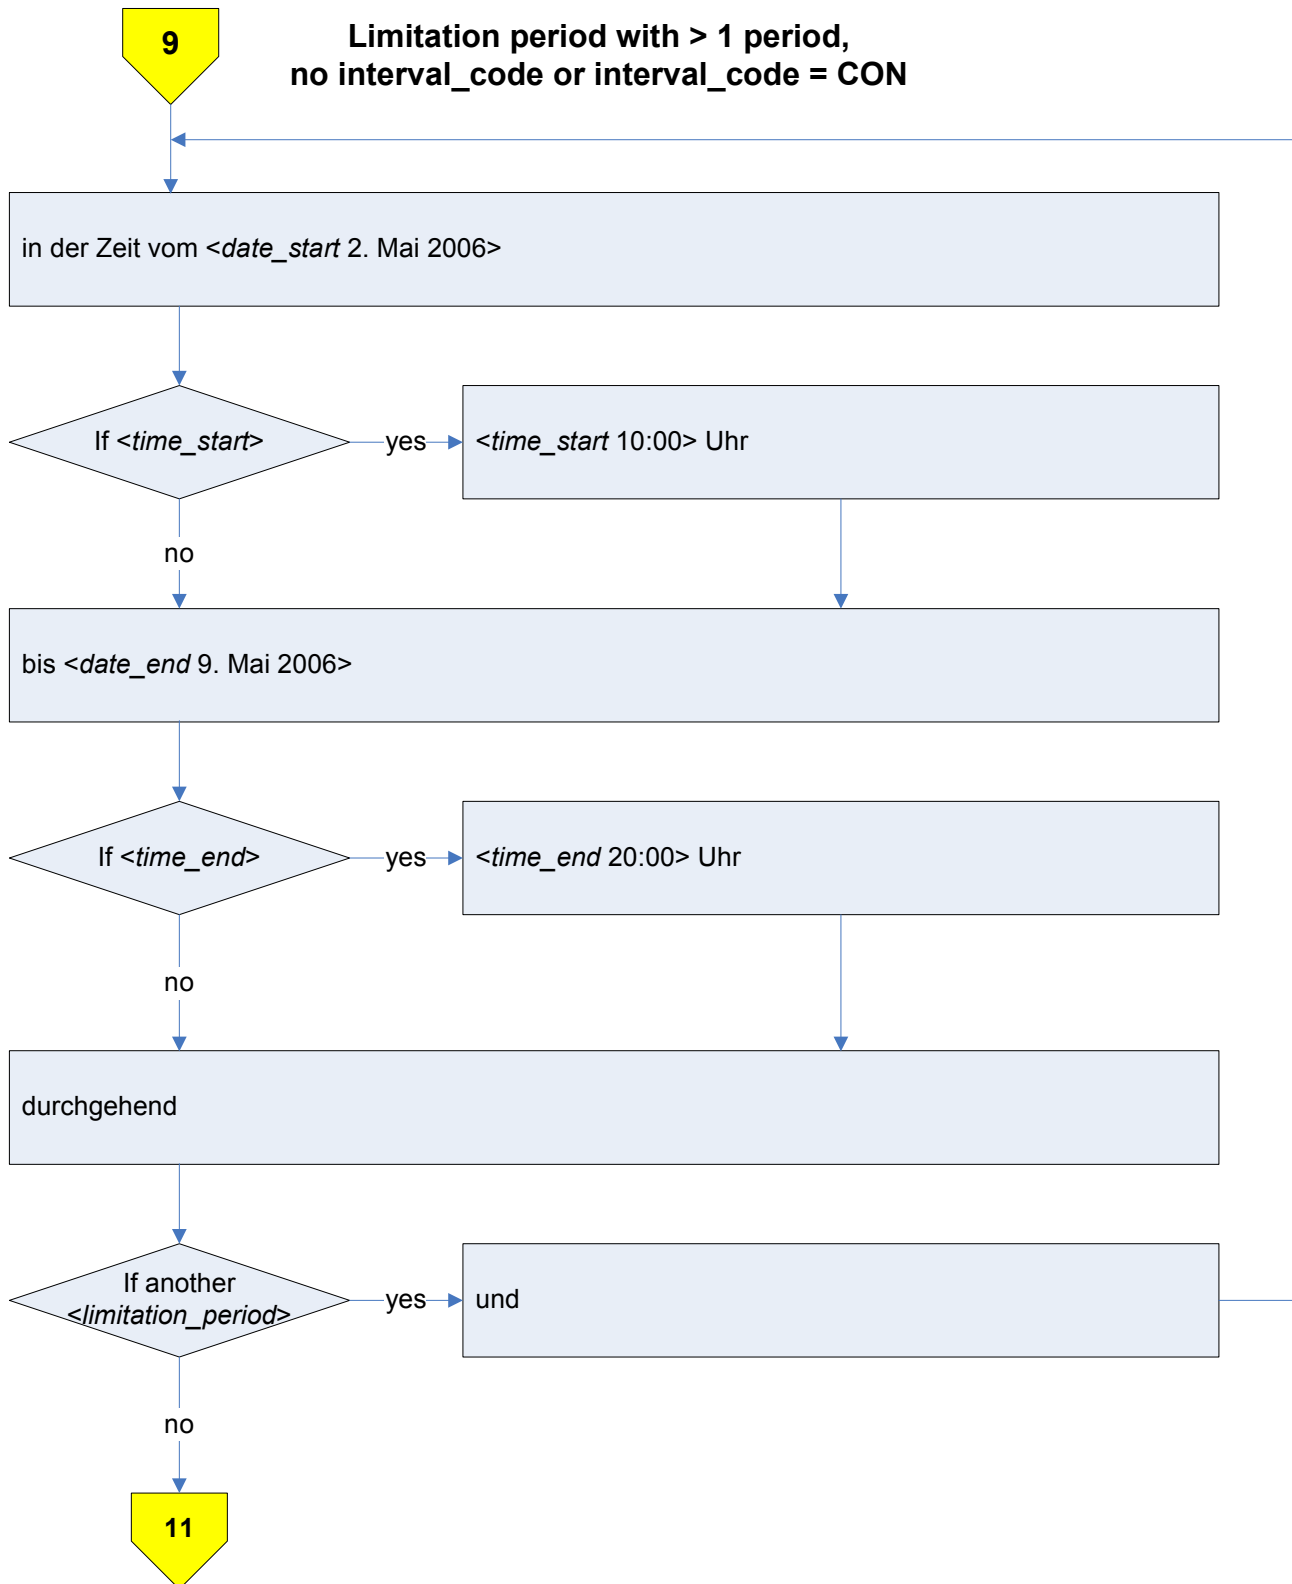 9
Limitation period with > 1 period,
no interval_code or interval_code = CON
in der Zeit vom <date_start 2. Mai 2006>
If <time_start>
yes
<time_start 10:00> Uhr
no
bis <date_end 9. Mai 2006>
If <time_end>
yes
<time_end 20:00> Uhr
no
durchgehend
If another
<limitation_period>
yes
und
no
11